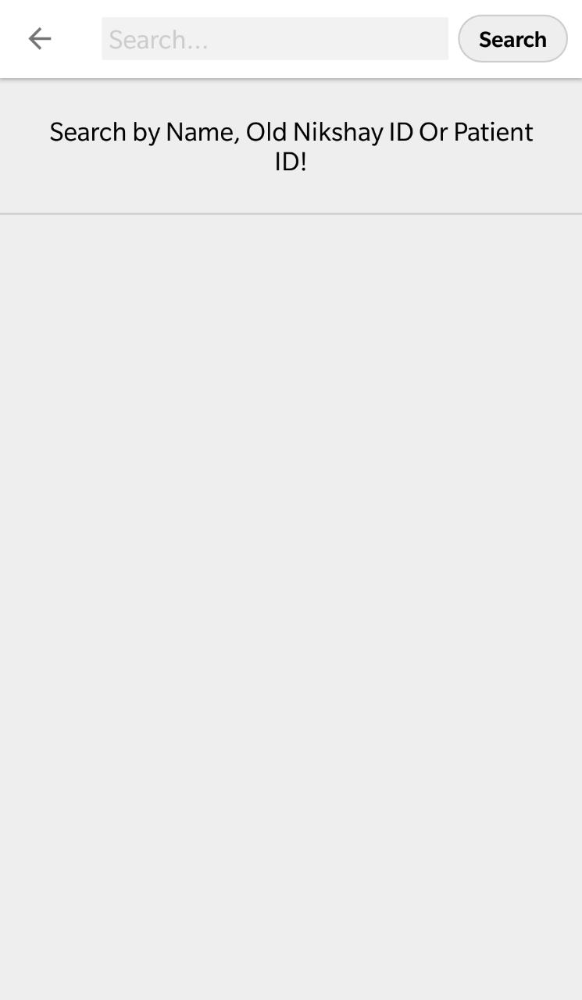 Search...
Search
Search by Name, Old Nikshay ID Or Patient
ID!